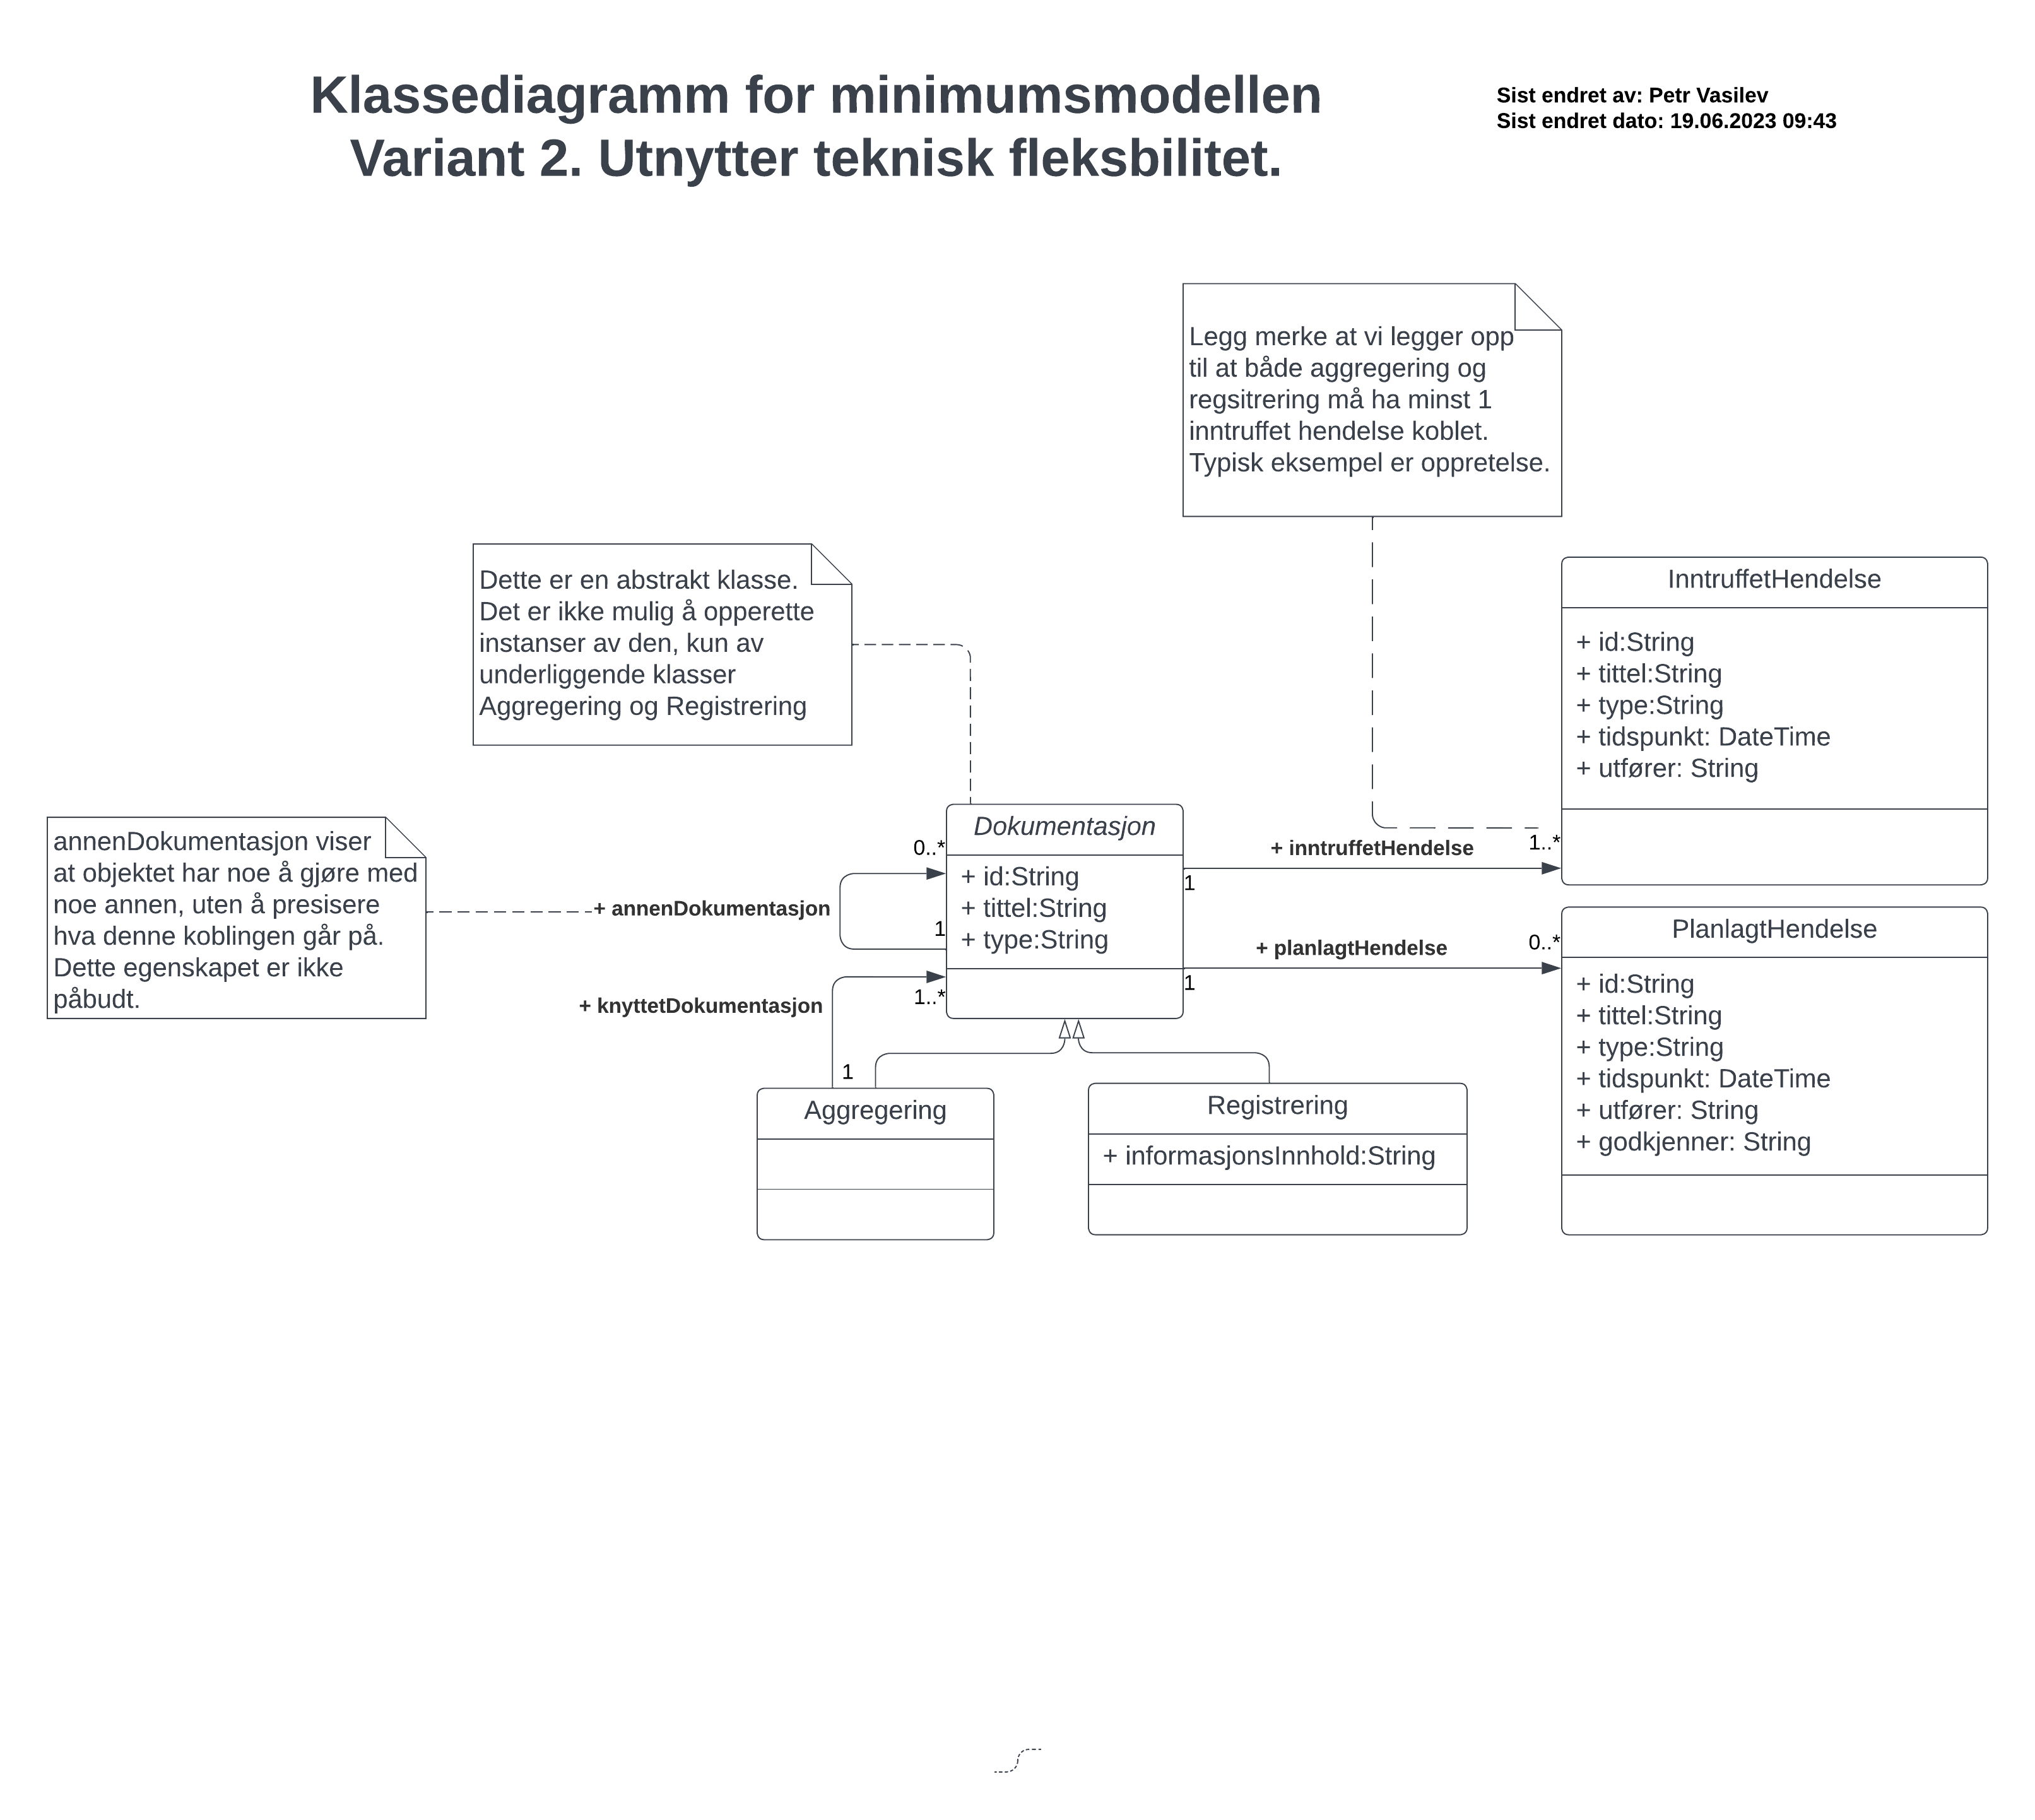 Klassediagramm for minimumsmodellen
Variant 2. Utnytter teknisk fleksbilitet.
Sist endret av: Petr Vasilev
Sist endret dato: 19.06.2023 09:43
Legg merke at vi legger opp
til at både aggregering og
regsitrering må ha minst 1
inntruffet hendelse koblet.
Typisk eksempel er oppretelse.
Dette er en abstrakt klasse.
Det er ikke mulig å opperette
instanser av den, kun av
underliggende klasser
Aggregering og Registrering
InntruffetHendelse
+ id:String
+ tittel:String
+ type:String
+ tidspunkt: DateTime
+ utfører: String
annenDokumentasjon viser
at objektet har noe å gjøre med
noe annen, uten å presisere
hva denne koblingen går på.
Dette egenskapet er ikke
påbudt.
+ annenDokumentasjon
0..*
1
+ knyttetDokumentasjon
1..*
1
Dokumentasjon
+ id:String
+ tittel:String
+ type:String
+ inntruffetHendelse
1..*
1
+ planlagtHendelse
0..*
1
PlanlagtHendelse
+ id:String
+ tittel:String
+ type:String
+ tidspunkt: DateTime
+ utfører: String
+ godkjenner: String
Aggregering
Registrering
+ informasjonsInnhold:String